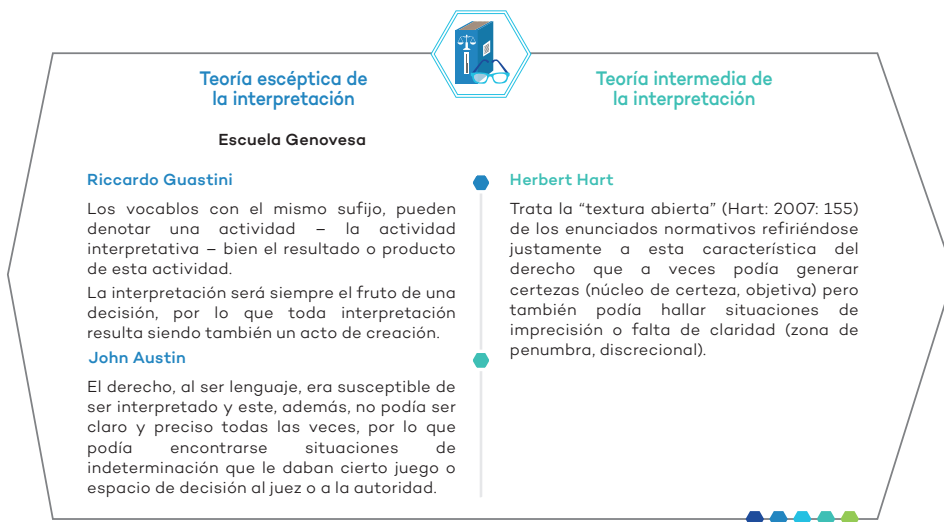 Teoría escéptica de
la interpretación
Escuela Genovesa
Riccardo Guastini
Los vocablos con el mismo sufijo, pueden
denotar una actividad – la actividad
interpretativa – bien el resultado o producto
de esta actividad.
La interpretación será siempre el fruto de una
decisión, por lo que toda interpretación
resulta siendo también un acto de creación.
John Austin
El derecho, al ser lenguaje, era susceptible de
ser interpretado y este, además, no podía ser
claro y preciso todas las veces, por lo que
podía encontrarse situaciones de
indeterminación que le daban cierto juego o
espacio de decisión al juez o a la autoridad.
Teoría intermedia de
la interpretación
Herbert Hart
Trata la “textura abierta” (Hart: 2007: 155)
de los enunciados normativos refiriéndose
justamente a esta característica del
derecho que a veces podía generar
certezas (núcleo de certeza, objetiva) pero
también podía hallar situaciones de
imprecisión o falta de claridad (zona de
penumbra, discrecional).